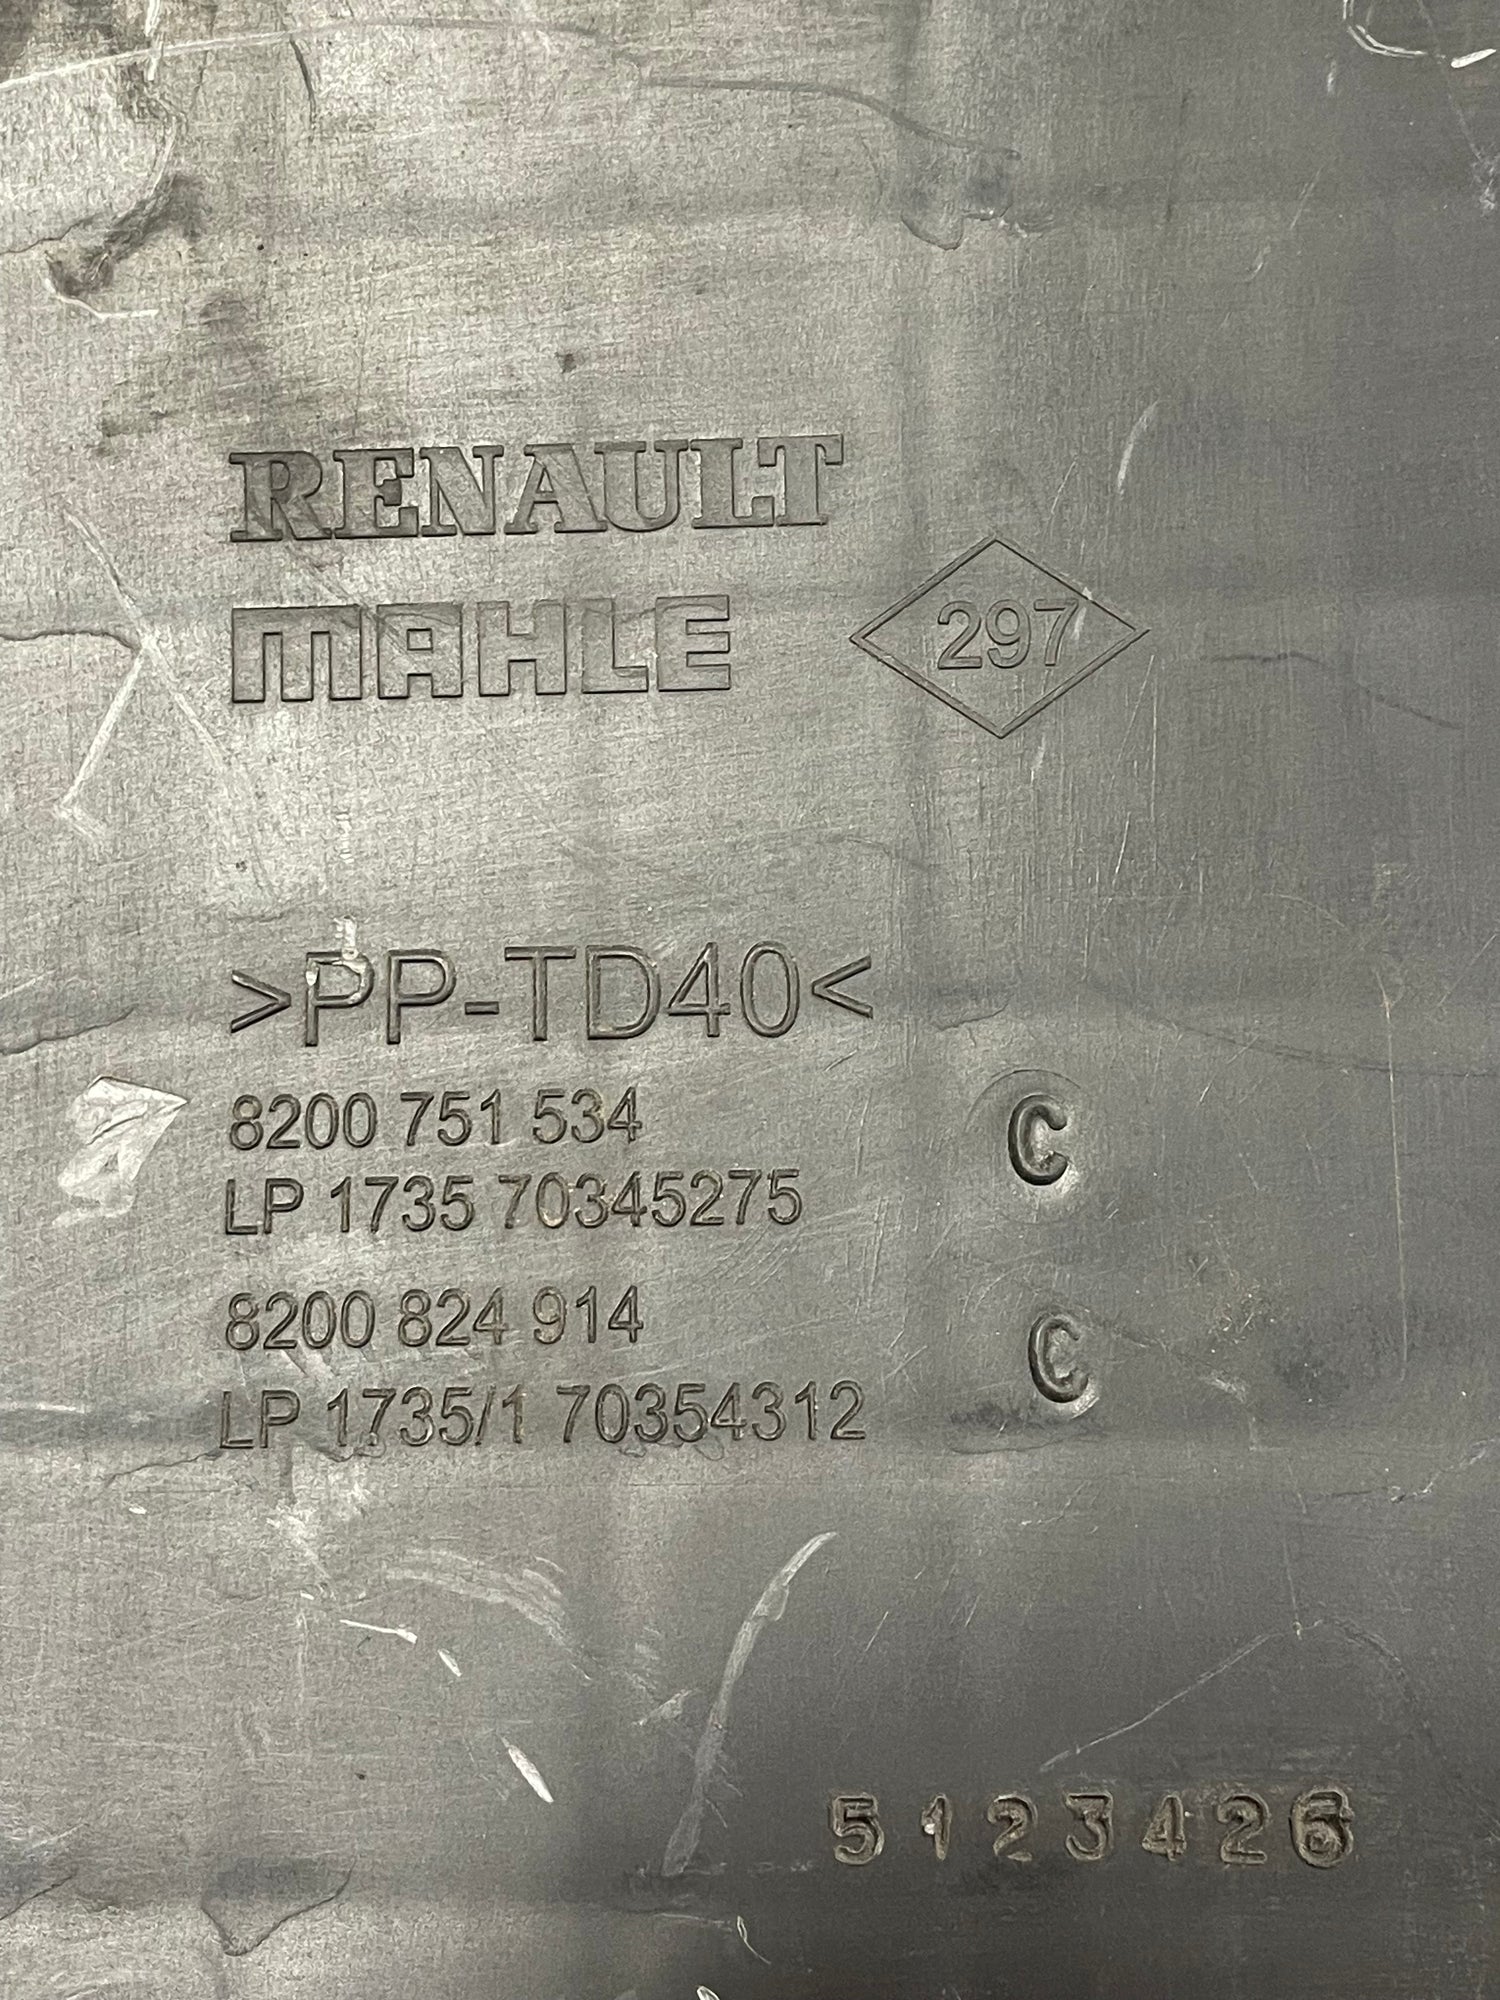 RENAULT
MAHLE
297
>PP-TD40<
8200 751 534
C
LP 1735 70345275
8200 824 914
C
LP 1735/1 70354312
5123426